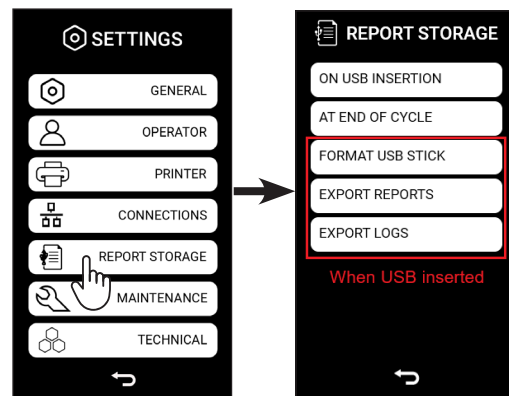 SETTINGS
GENERAL
OPERATOR
PRINTER
CONNECTIONS
REPORT STORAGE
MAINTENANCE
TECHNICAL
REPORT STORAGE
ON USB INSERTION
AT END OF CYCLE
FORMAT USB STICK
EXPORT REPORTS
EXPORT LOGS
When USB inserted